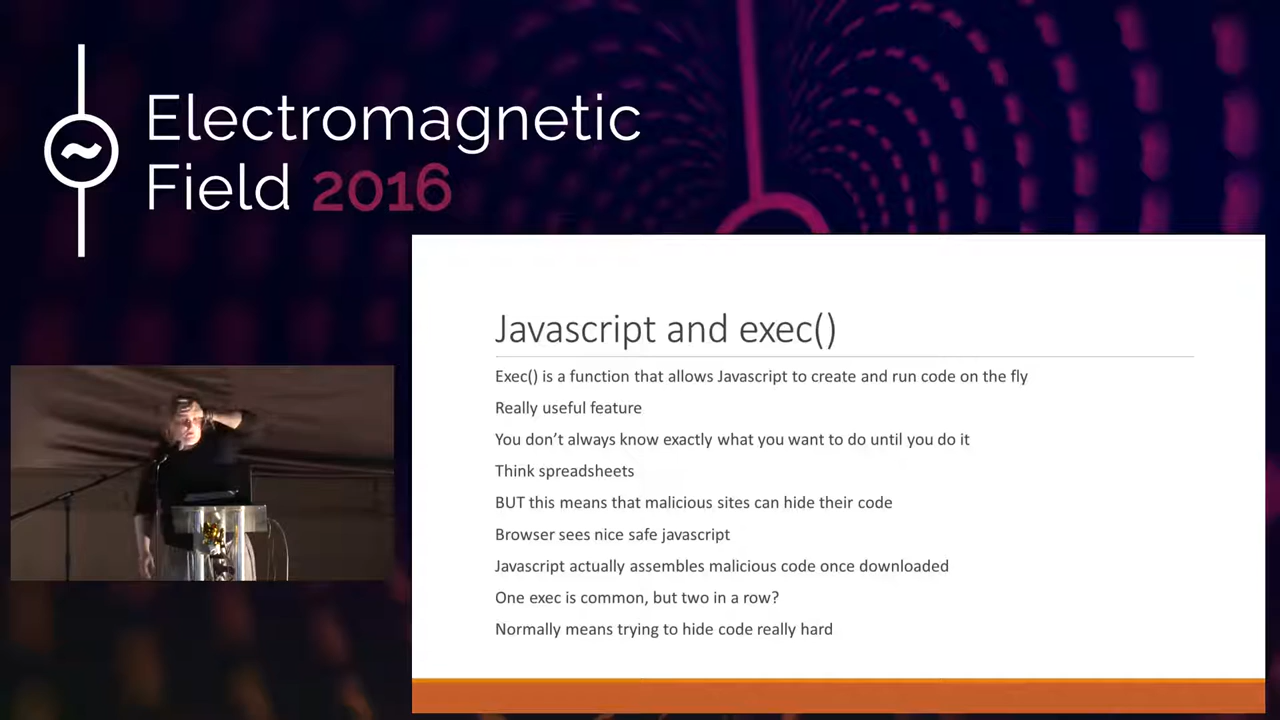 Electromagnetic
Field 2016
Javascript and exec()
Exec() is a function that allows Javascript to create and run code on the fly
Really useful feature
You don’t always know exactly what you want to do until you do it
Think spreadsheets
BUT this means that malicious sites can hide their code
Browser sees nice safe javascript
Javascript actually assembles malicious code once downloaded
One exec is common, but two in a row?
Normally means trying to hide code really hard